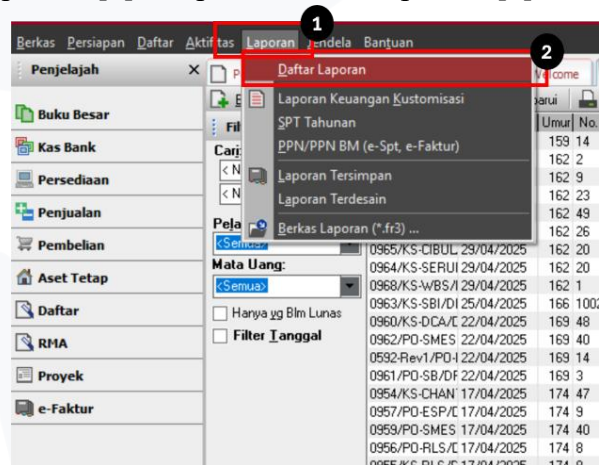 1
Berkas Persiapan Daftar Aktifitas Laporan Jendela Bantuan
2
Penjelajah X
Daftar Laporan
Welcome
Buku Besar
Laporan Keuangan Kustomisasi
Umur No.
Kas Bank
SPT Tahunan
159 14
Cari:
PPN/PPN BM (e-Spt, e-Faktur)
162 2
Persediaan
Laporan Tersimpan
162 9
Laporan Terdesain
162 23
Penjualan
162 49
Berkas Laporan (*.fr3) ...
162 26
Pembelian
<Semua>
0965/KS-CIBUL 29/04/2025 162 20
Mata Uang:
0964/KS-SERUI 29/04/2025 162 20
Aset Tetap
<Semua>
0968/KS-WBS/I 29/04/2025 162 1
0963/KS-SBI/DI 25/04/2025 166 1002
Daftar
Hanya yg Blm Lunas
0960/KS-DCA/D 22/04/2025 169 48
Filter Tanggal
0962/PO-SMES 22/04/2025 169 40
RMA
0592-Rev1/PO-I 22/04/2025 169 14
0961/PO-SB/DF 22/04/2025 169 3
Proyek
0954/KS-CHAN 17/04/2025 174 47
0957/PO-ESP/D 17/04/2025 174 9
e-Faktur
0959/PO-SMES 17/04/2025 174 40
0956/PO-RLS/D 17/04/2025 174 8